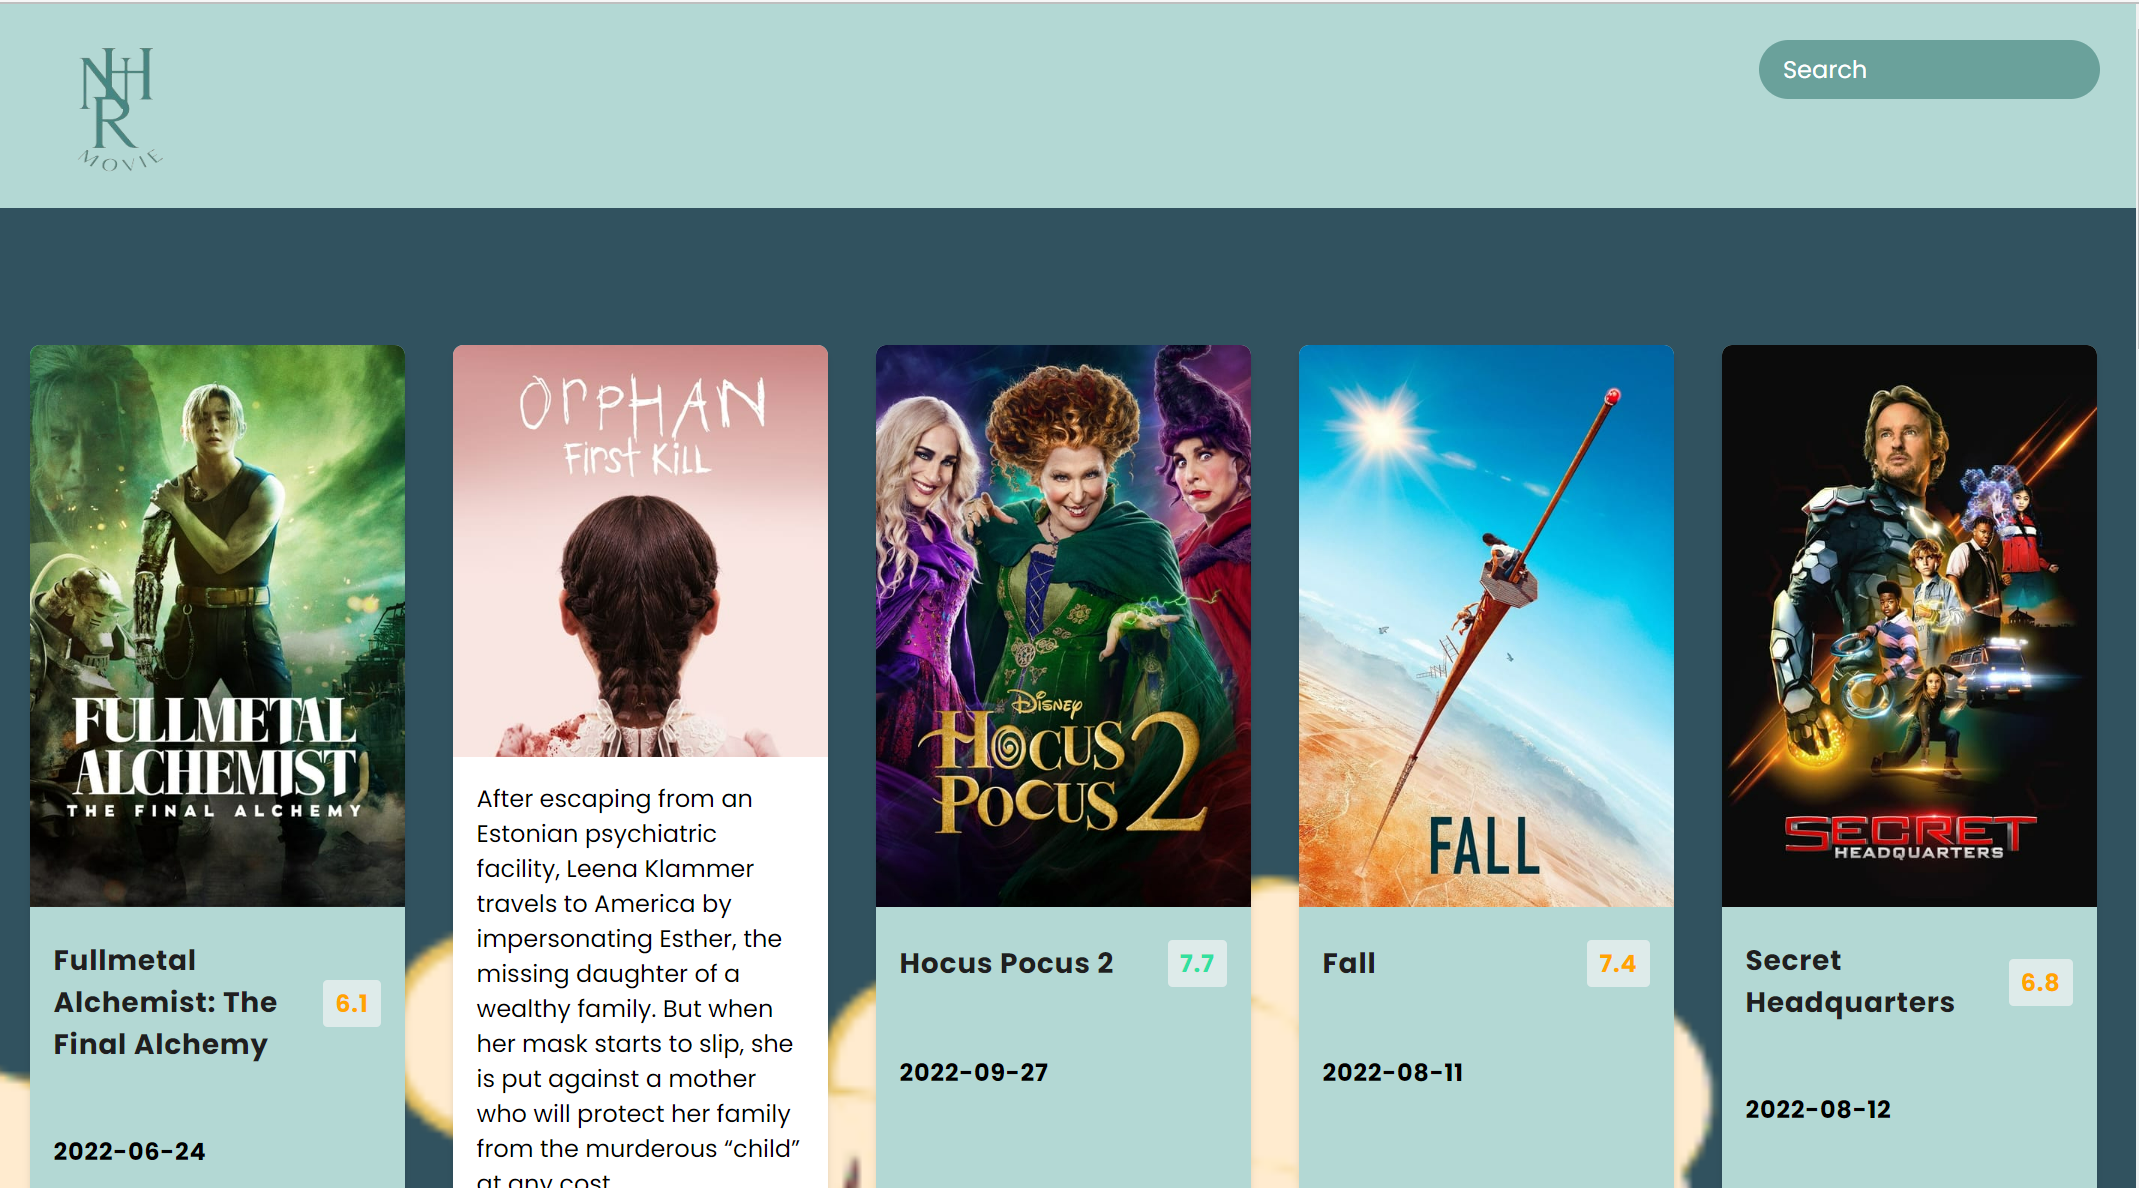 NHR
MOVIE
Search
FULLMETAL
ALCHEMIST
THE FINAL ALCHEMY
Fullmetal
Alchemist: The
Final Alchemy
6.1
2022-06-24
Orphan
First Kill
After escaping from an
Estonian psychiatric
facility, Leena Klammer
travels to America by
impersonating Esther, the
missing daughter of a
wealthy family. But when
her mask starts to slip, she
is put against a mother
who will protect her family
from the murderous “child”
at any cost.
Disney
Hocus
Pocus 2
Hocus Pocus 2
7.7
2022-09-27
FALL
Fall
7.4
2022-08-11
SECRET
HEADQUARTERS
Secret
Headquarters
6.8
2022-08-12